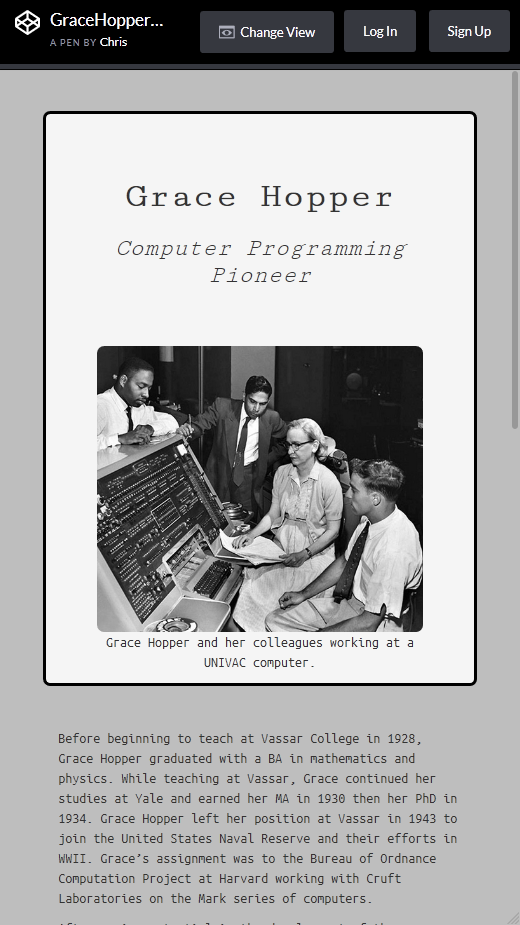 GraceHopper...
A PEN BY Chris
Change View
Log In
Sign Up
Grace Hopper
Computer Programming
Pioneer
Grace Hopper and her colleagues working at a
UNIVAC computer.
Before beginning to teach at Vassar College in 1928,
Grace Hopper graduated with a BA in mathematics and
physics. While teaching at Vassar, Grace continued her
studies at Yale and earned her MA in 1930 then her PhD in
1934. Grace Hopper left her position at Vassar in 1943 to
join the United States Naval Reserve and their efforts in
WWII. Grace’s assignment was to the Bureau of Ordnance
Computation Project at Harvard working with Cruft
Laboratories on the Mark series of computers.